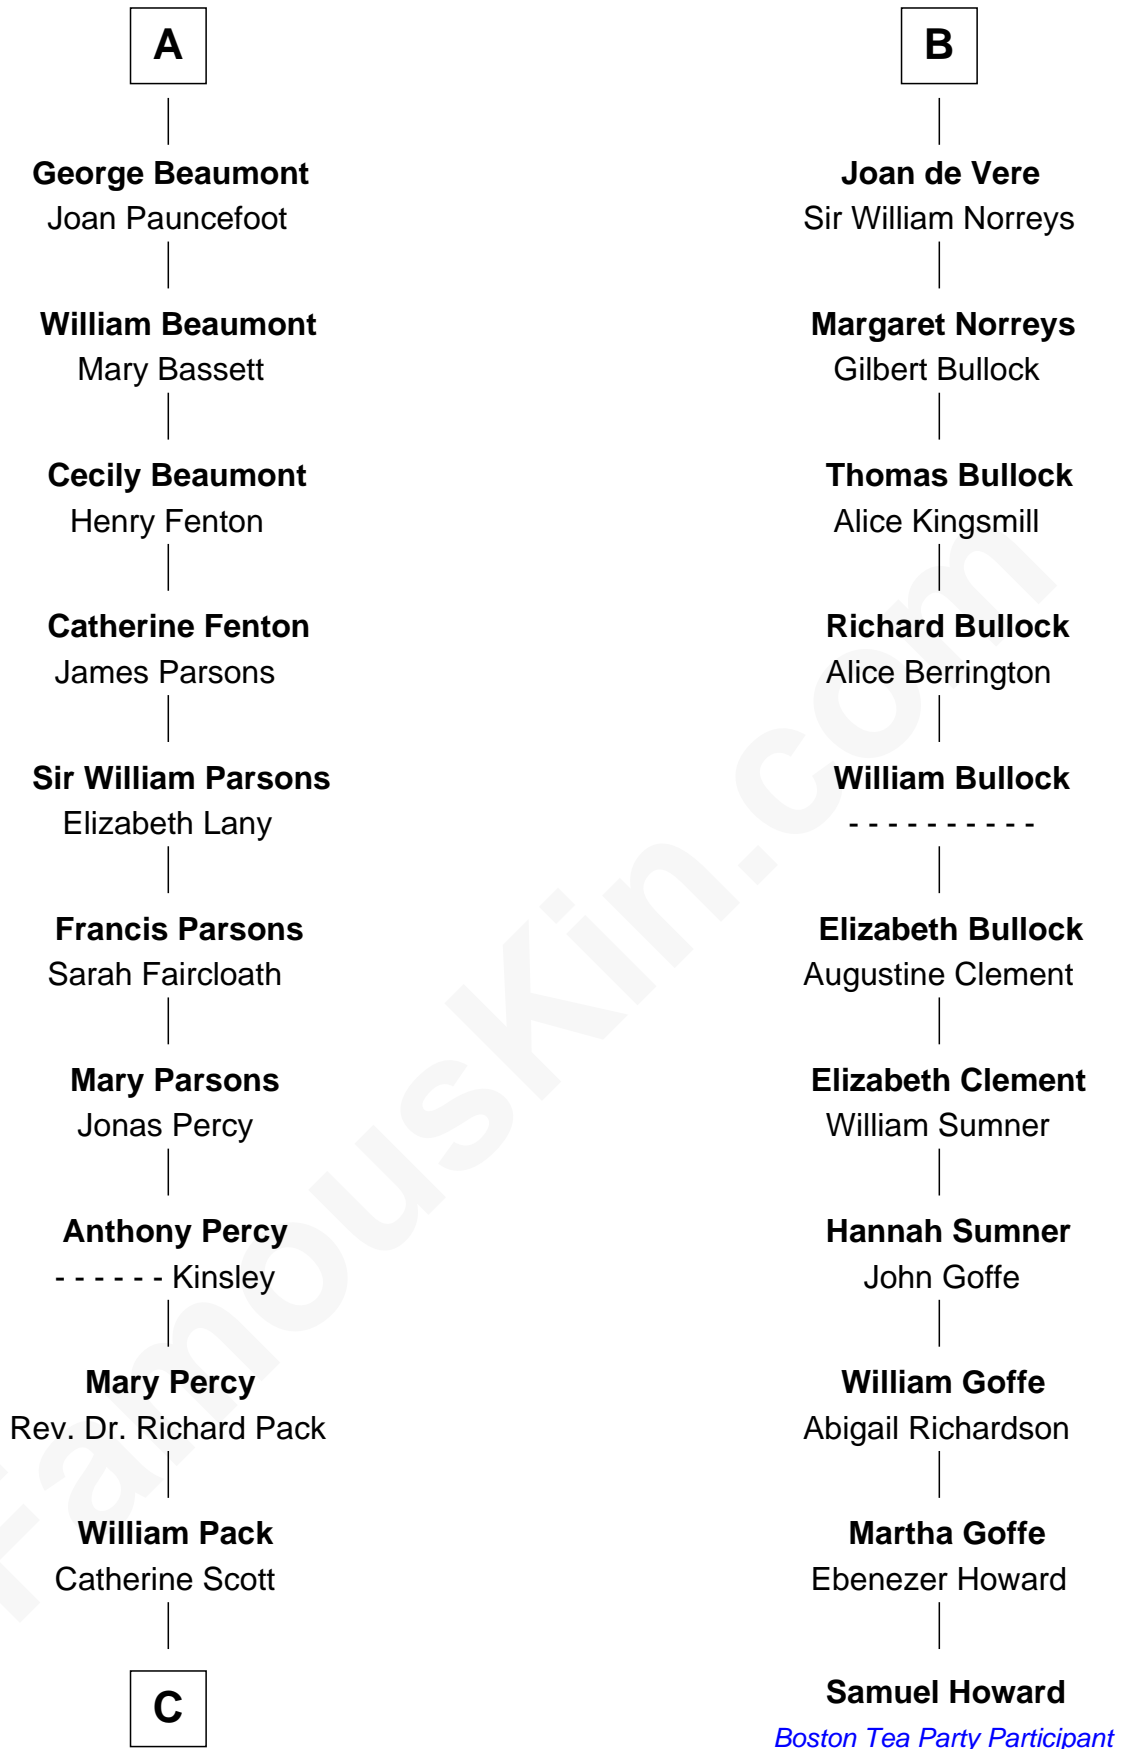 A
George Beaumont
Joan Pauncefoot
William Beaumont
Mary Bassett
Cecily Beaumont
Henry Fenton
Catherine Fenton
James Parsons
Sir William Parsons
Elizabeth Lany
Francis Parsons
Sarah Faircloath
Mary Parsons
Jonas Percy
Anthony Percy
- - - - - - Kinsley
Mary Percy
Rev. Dr. Richard Pack
William Pack
Catherine Scott
C
B
Joan de Vere
Sir William Norreys
Margaret Norreys
Gilbert Bullock
Thomas Bullock
Alice Kingsmill
Richard Bullock
Alice Berrington
William Bullock
- - - - - - - - - -
Elizabeth Bullock
Augustine Clement
Elizabeth Clement
William Sumner
Hannah Sumner
John Goffe
William Goffe
Abigail Richardson
Martha Goffe
Ebenezer Howard
Samuel Howard
Boston Tea Party Participant
FamousKin.com